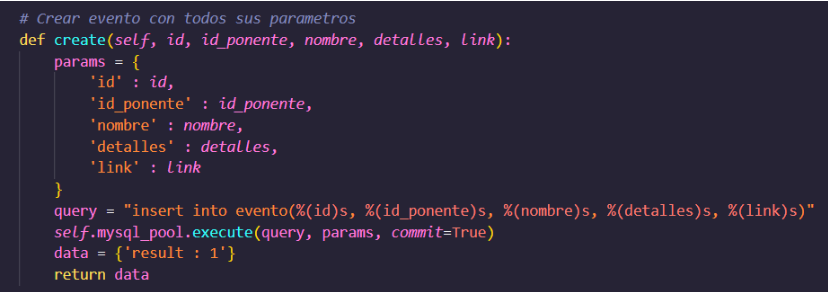 # Crear evento con todos sus parametros
def create(self, id, id_ponente, nombre, detalles, link):
    params = {
        'id' : id,
        'id_ponente' : id_ponente,
        'nombre' : nombre,
        'detalles' : detalles,
        'link' : link
    }
    query = "insert into evento(%(id)s, %(id_ponente)s, %(nombre)s, %(detalles)s, %(link)s)"
    self.mysql_pool.execute(query, params, commit=True)
    data = {'result : 1'}
    return data